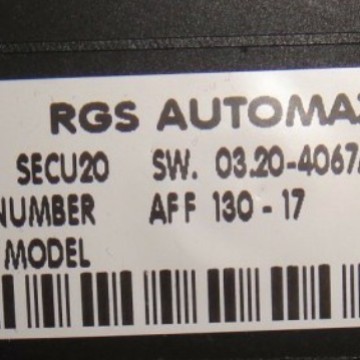 RGS AUTOMA
SECU20 SW. 03.20-4067
NUMBER AFF 130-17
MODEL